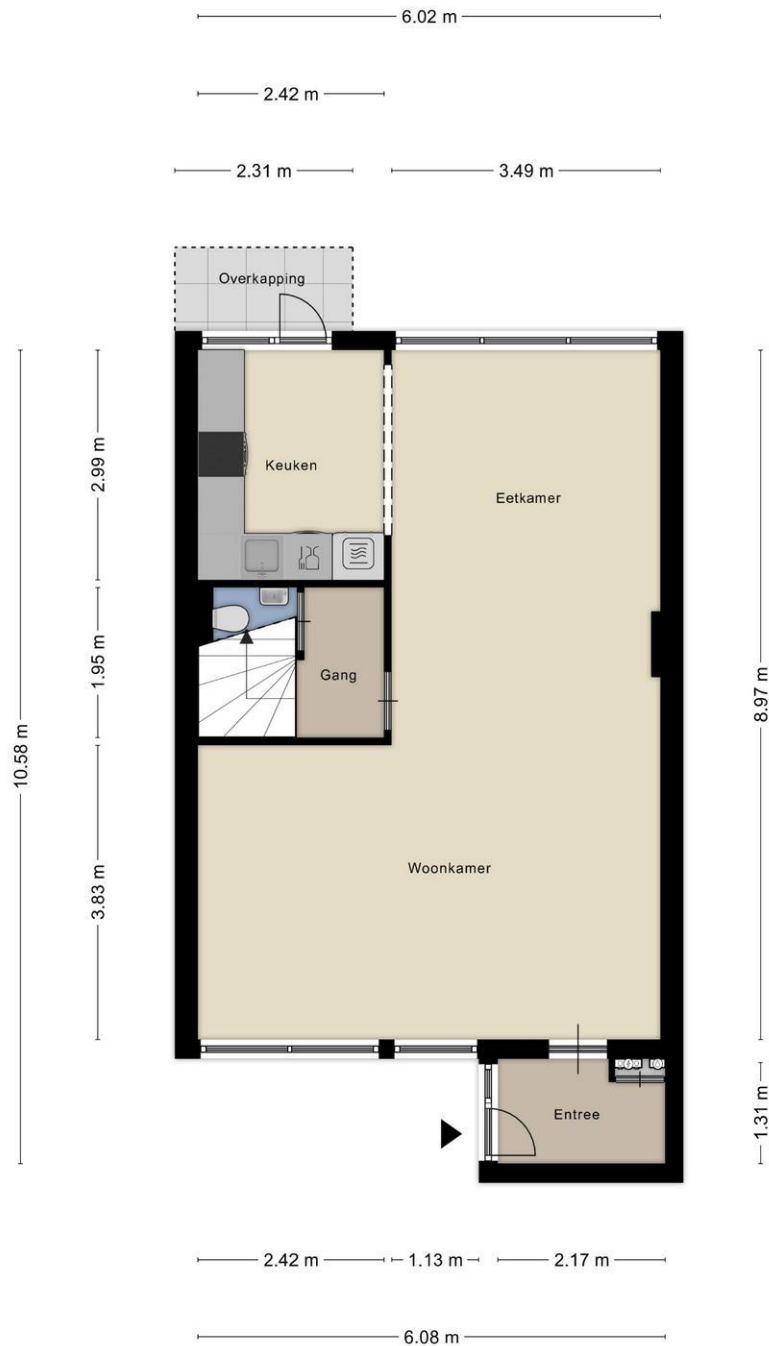 6.02 m
2.42 m
2.31 m
3.49 m
Overkapping
Keuken
2.99 m
Eetkamer
1.95 m
Gang
8.97 m
10.58 m
3.83 m
Woonkamer
Entree
1.31 m
2.42 m
1.13 m
2.17 m
6.08 m